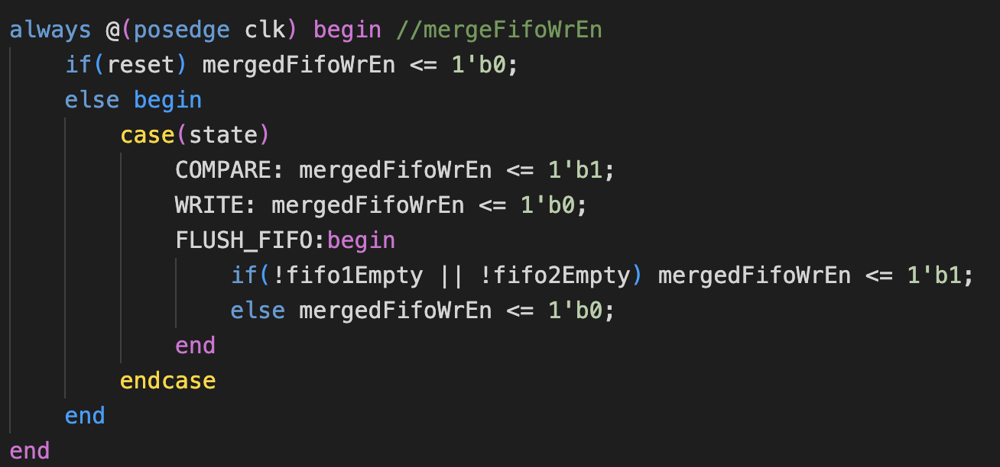 always @(posedge clk) begin //mergeFifoWrEn
    if(reset) mergedFifoWrEn <= 1'b0;
    else begin
        case(state)
            COMPARE: mergedFifoWrEn <= 1'b1;
            WRITE: mergedFifoWrEn <= 1'b0;
            FLUSH_FIFO:begin
                if(!fifo1Empty || !fifo2Empty) mergedFifoWrEn <= 1'b1;
                else mergedFifoWrEn <= 1'b0;
            end
        endcase
    end
end